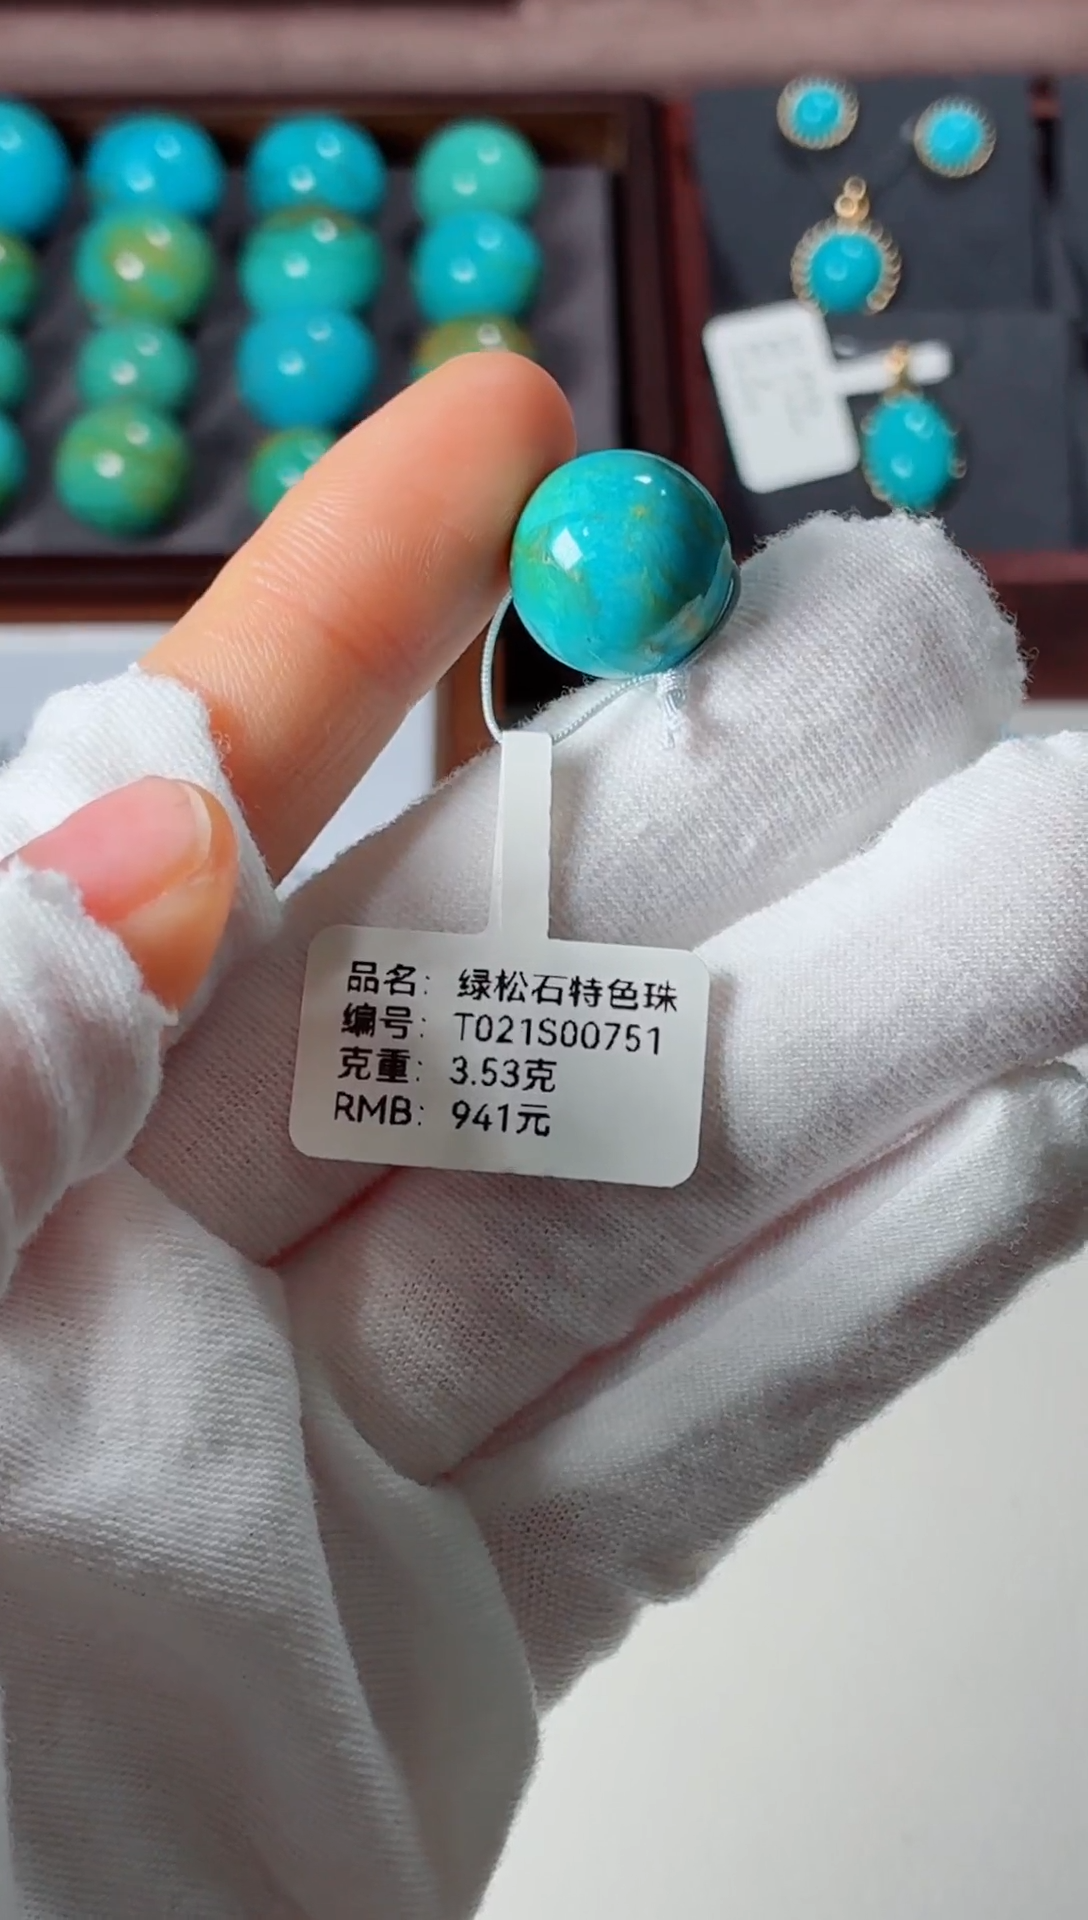 品名: 绿松石特色珠
编号: T021S00751
克重: 3.53克
RMB: 941元